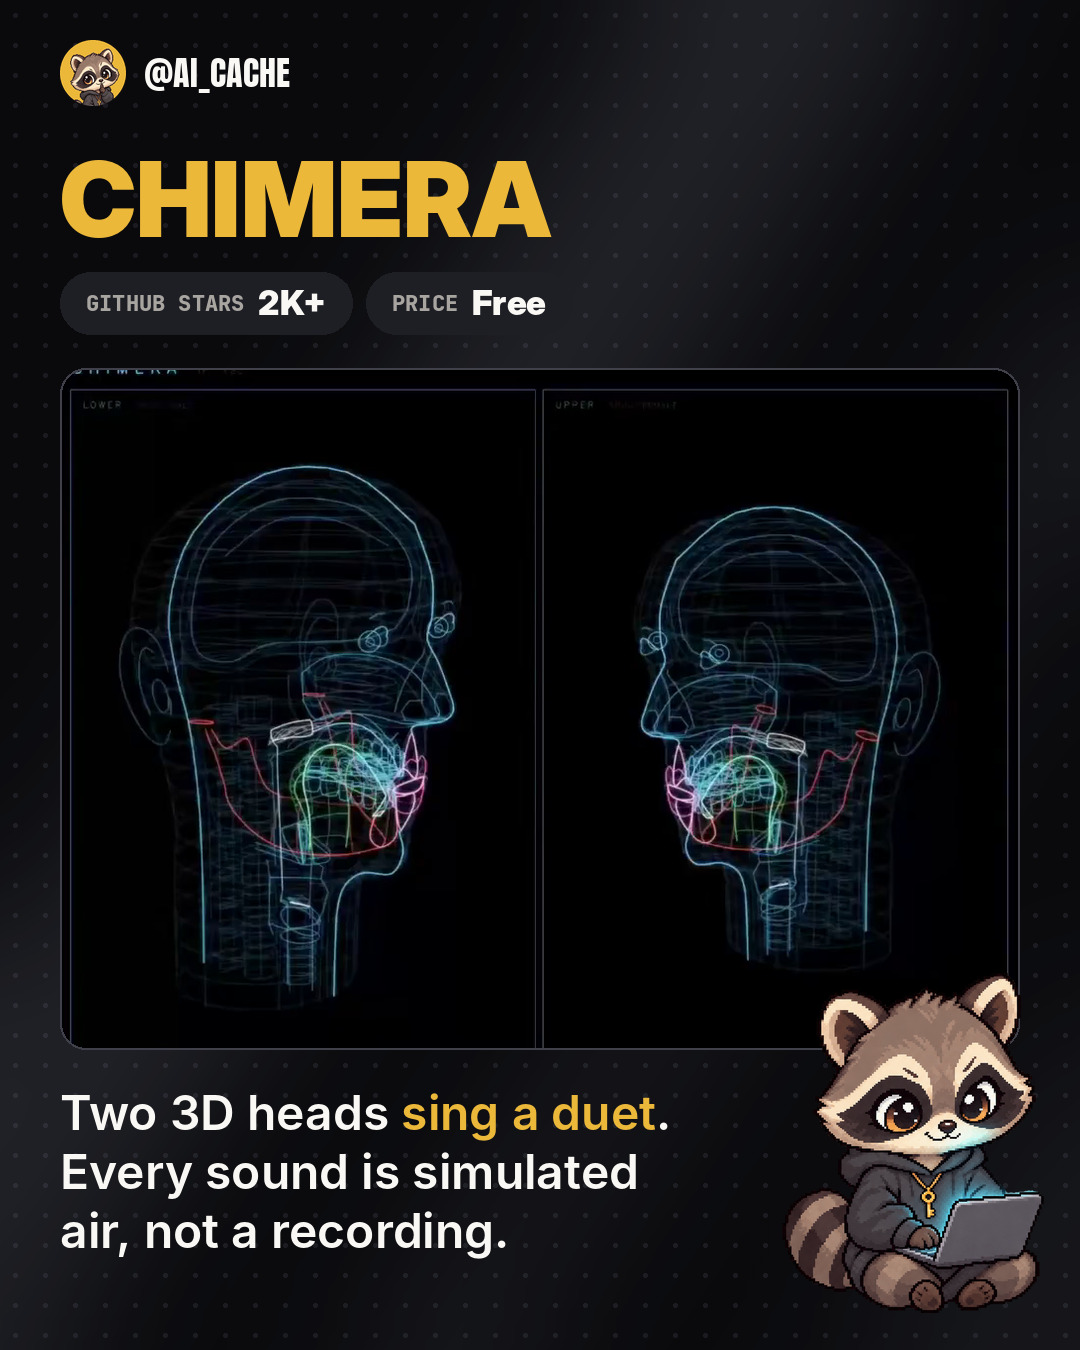 @AI_CACHE
CHIMERA
GITHUB STARS 2K+
PRICE Free
CHIMERA
LOWER
UPPER
Two 3D heads sing a duet.
Every sound is simulated
air, not a recording.